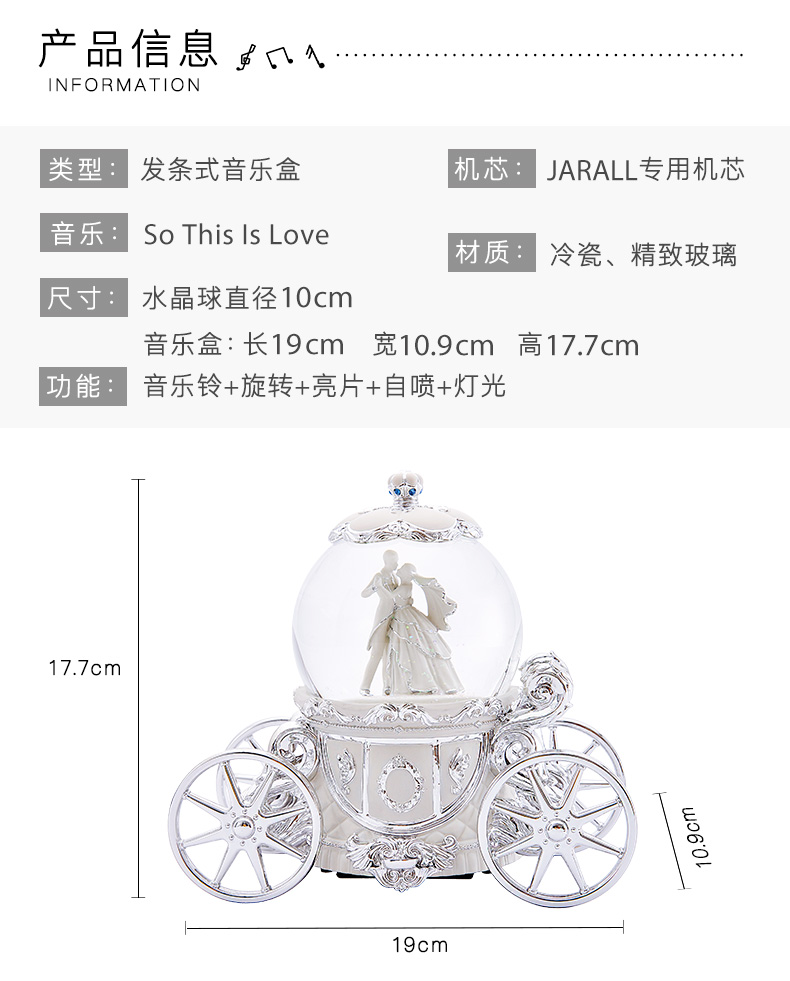 产品信息
INFORMATION
类型： 发条式音乐盒
机芯： JARALL专用机芯
音乐： So This Is Love
材质： 冷瓷、精致玻璃
尺寸： 水晶球直径10cm
音乐盒：长19cm 宽10.9cm 高17.7cm
功能： 音乐铃+旋转+亮片+自喷+灯光
17.7cm
10.9cm
19cm